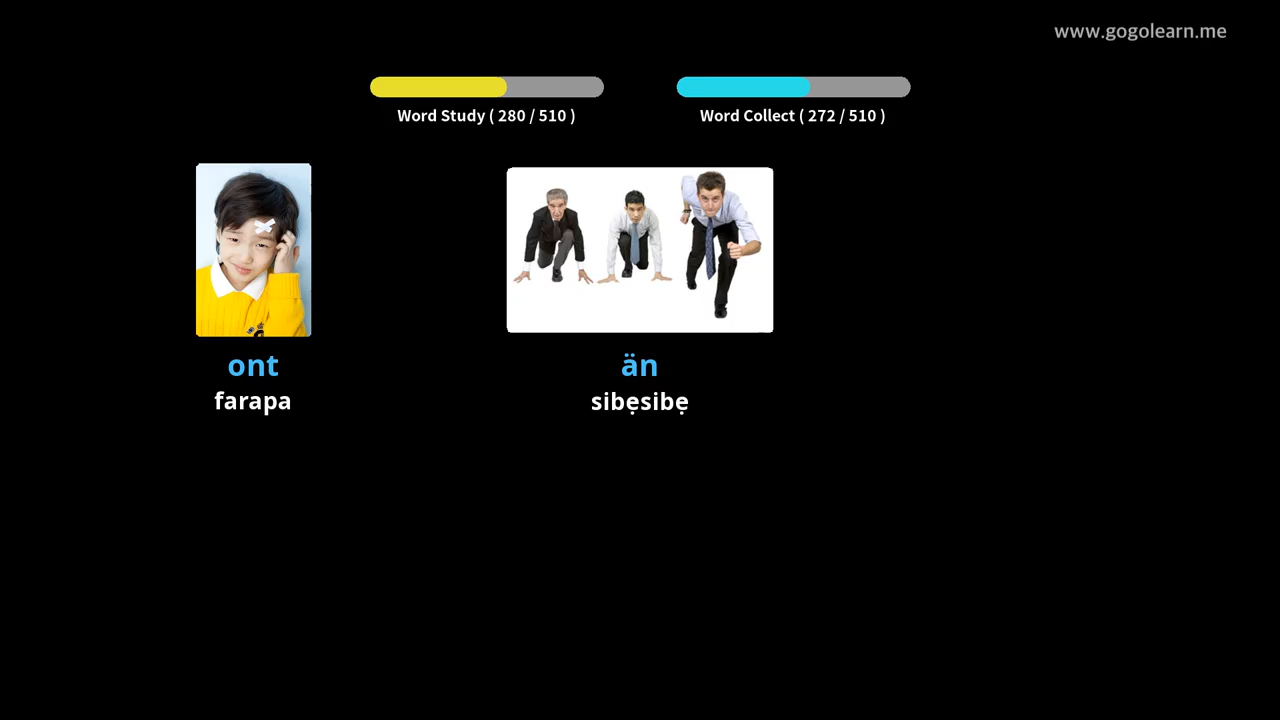 www.gogolearn.me
Word Study ( 280 / 510 )
Word Collect ( 272 / 510 )
ont
farapa
än
sibẹsibẹ